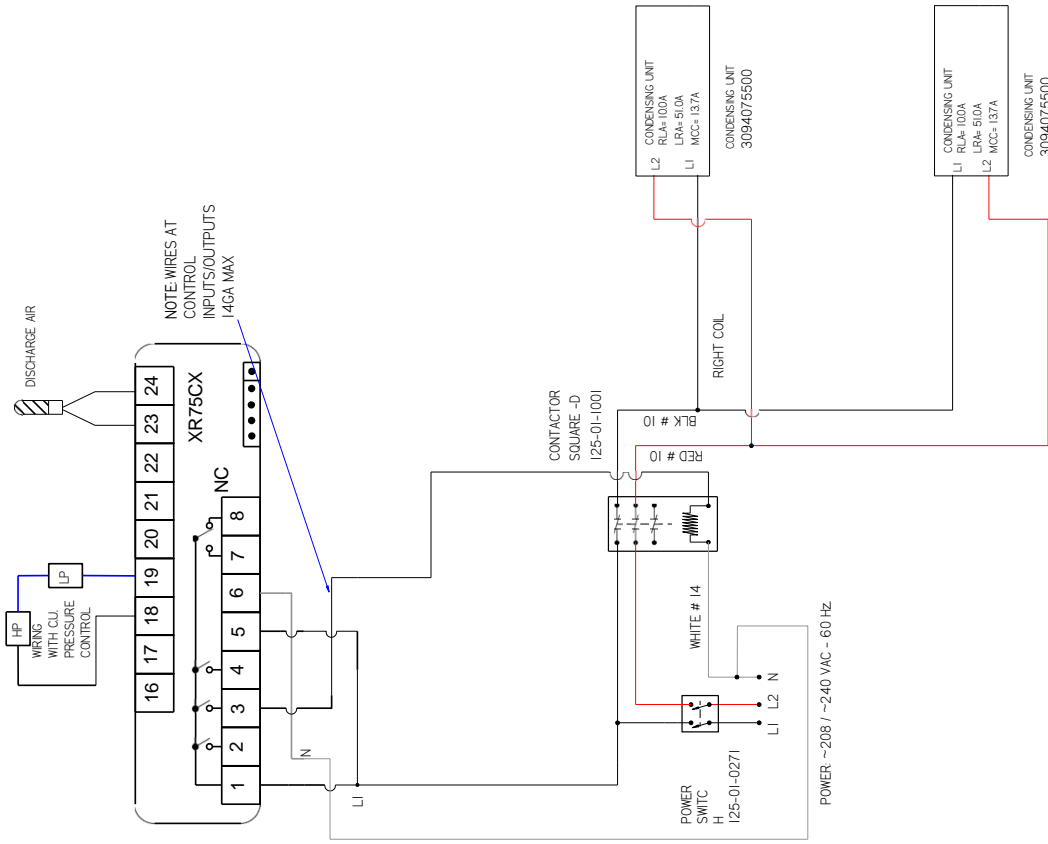 DISCHARGE AIR
NOTE: WIRES AT
CONTROL
INPUTS/OUTPUTS
14GA MAX
HP
LP
WIRING
WITH C.U.
PRESSURE
CONTROL
16 17 18 19 20 21 22 23 24
XR75CX
NC
1 2 3 4 5 6 7 8
N
L1
CONDENSING UNIT
RLA= 10.0A
LRA= 51.0A
MCC= 13.7A
L2
L1
CONDENSING UNIT
3094075500
CONDENSING UNIT
RLA= 10.0A
LRA= 51.0A
MCC= 13.7A
L1
L2
CONDENSING UNIT
3094075500
RIGHT COIL
CONTACTOR
SQUARE -D
125-01-1001
BLK # 10
RED # 10
WHITE # 14
POWER
SWITC
H
125-01-0271
L1 L2 N
POWER: ~208 / ~240 VAC - 60 HZ